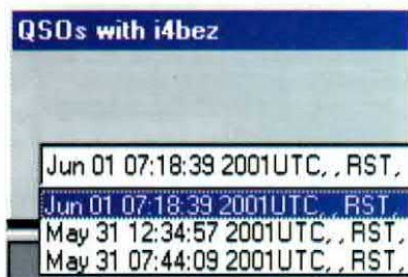 QSOs with i4bez
Jun 01 07:18:39 2001UTC, , RST,
Jun 01 07:18:39 2001UTC, , RST,
May 31 12:34:57 2001UTC, , RST,
May 31 07:44:09 2001UTC, , RST,